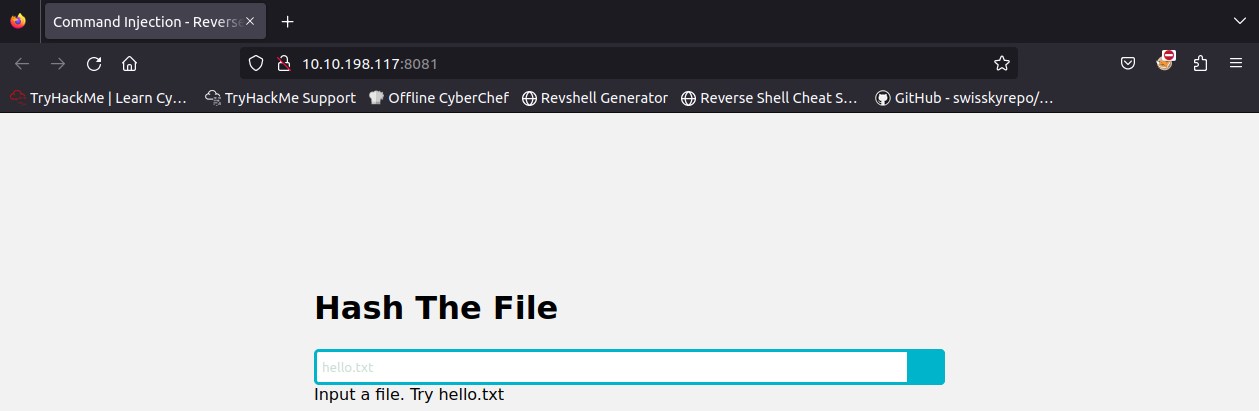 Command Injection - Reverse
10.10.198.117:8081
TryHackMe | Learn Cy… TryHackMe Support Offline CyberChef Revshell Generator Reverse Shell Cheat S… GitHub - swisskyrepo/…
Hash The File
hello.txt
Input a file. Try hello.txt